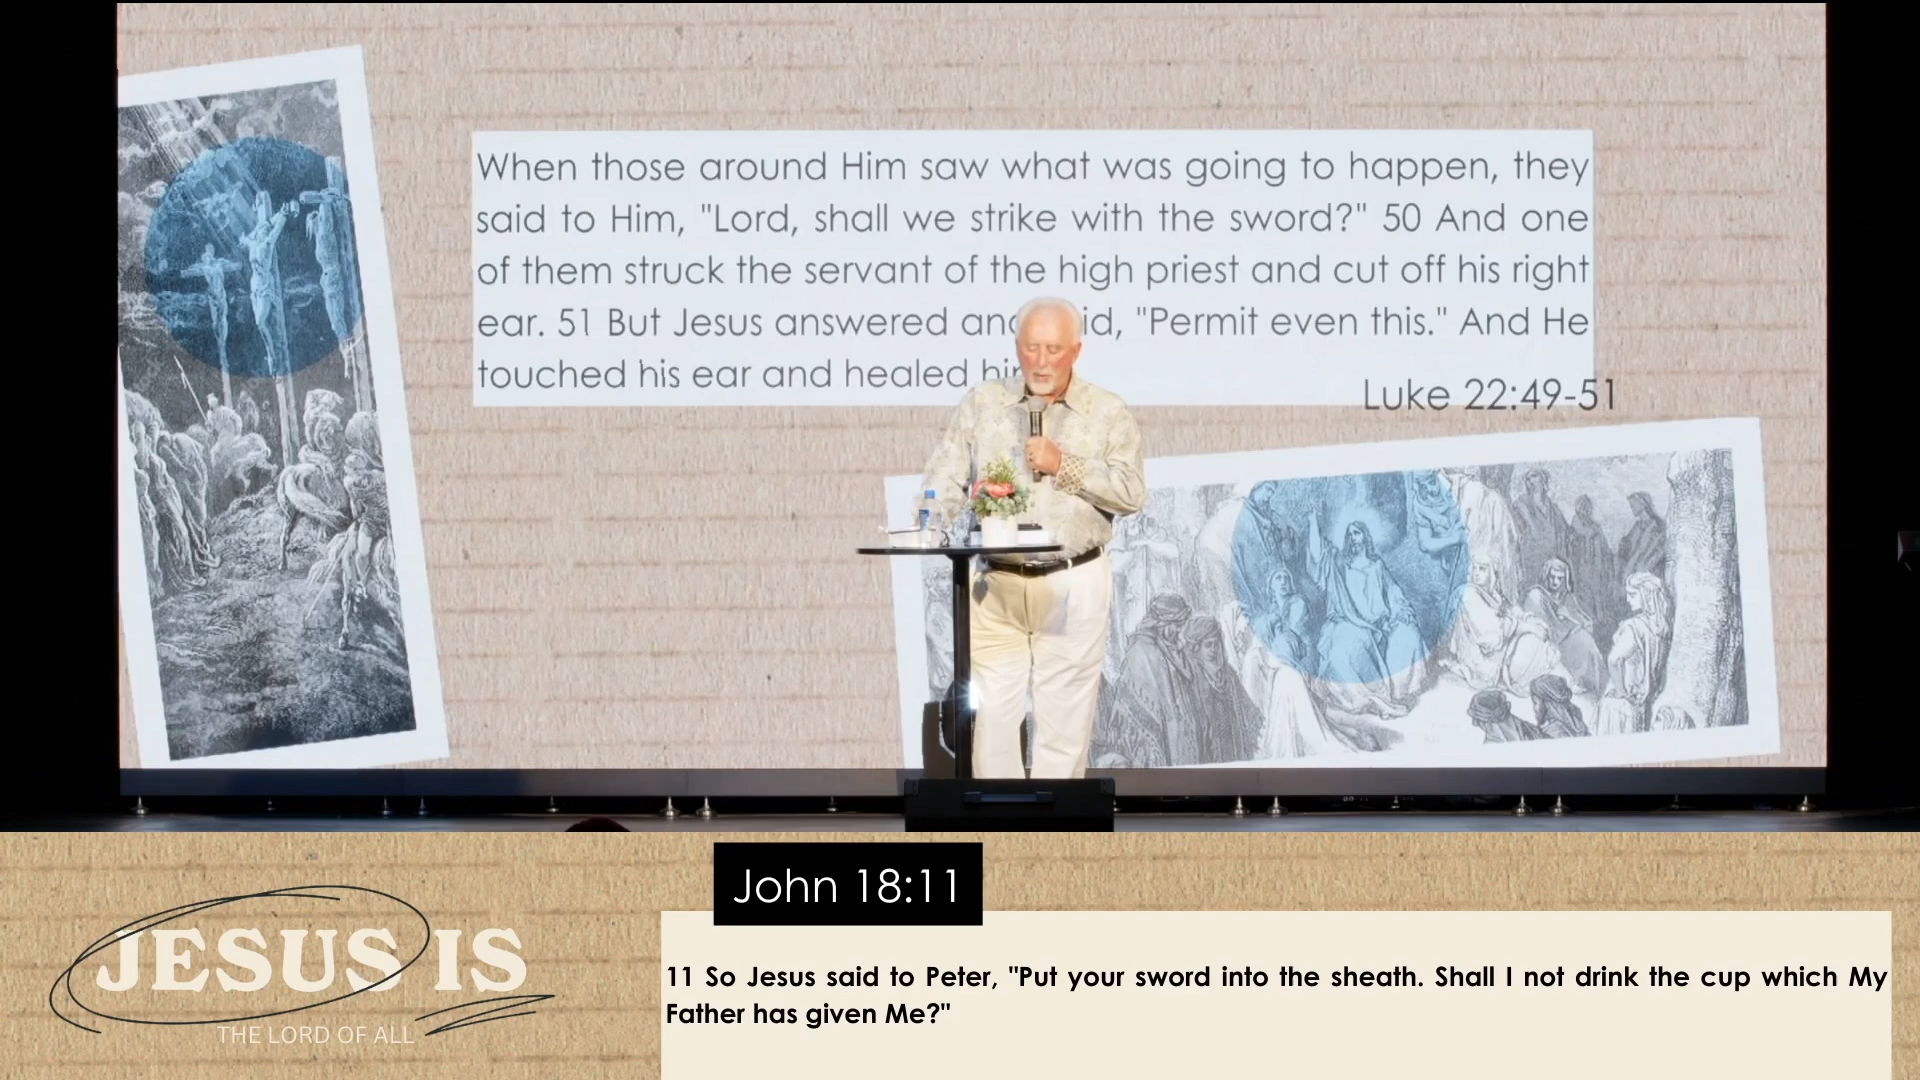 When those around Him saw what was going to happen, they
said to Him, "Lord, shall we strike with the sword?" 50 And one
of them struck the servant of the high priest and cut off his right
ear. 51 But Jesus answered and id, "Permit even this." And He
touched his ear and healed
Luke 22:49-51
John 18:11
JESUS IS
THE LORD OF ALL
11 So Jesus said to Peter, "Put your sword into the sheath. Shall I not drink the cup which My
Father has given Me?"